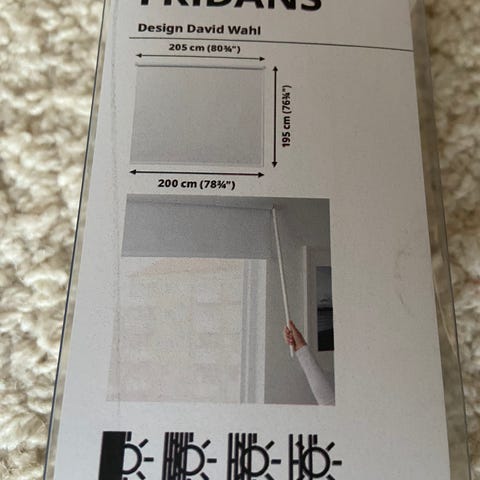 FRIDANS
Design David Wahl
205 cm (80¾")
195 cm (76¾")
200 cm (78¾")